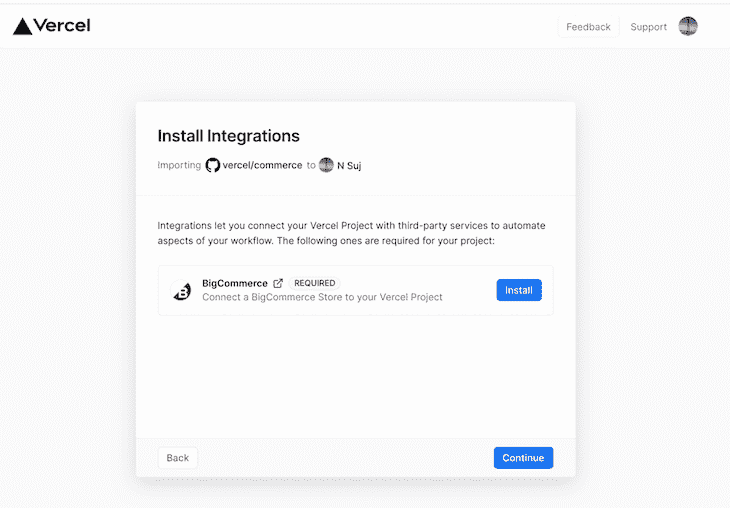 Vercel
Feedback Support
Install Integrations
Importing vercel/commerce to N Suj
Integrations let you connect your Vercel Project with third-party services to automate
aspects of your workflow. The following ones are required for your project:
BigCommerce REQUIRED
Connect a BigCommerce Store to your Vercel Project
Install
Back
Continue